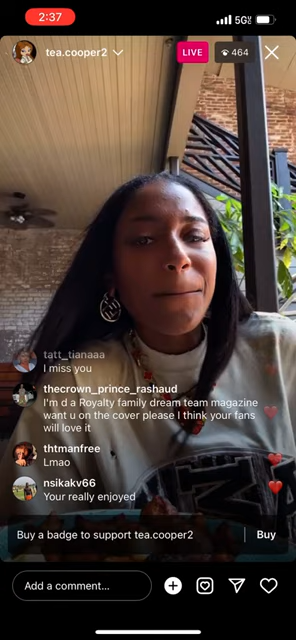 2:37
5G
tea.cooper2
LIVE
464
tatt_tianaaa
I miss you
thecrown_prince_rashaud
I'm d a Royalty family dream team magazine
want u on the cover please I think your fans
will love it
thtmanfree
Lmao
nsikakv66
Your really enjoyed
Buy a badge to support tea.cooper2
Buy
Add a comment...